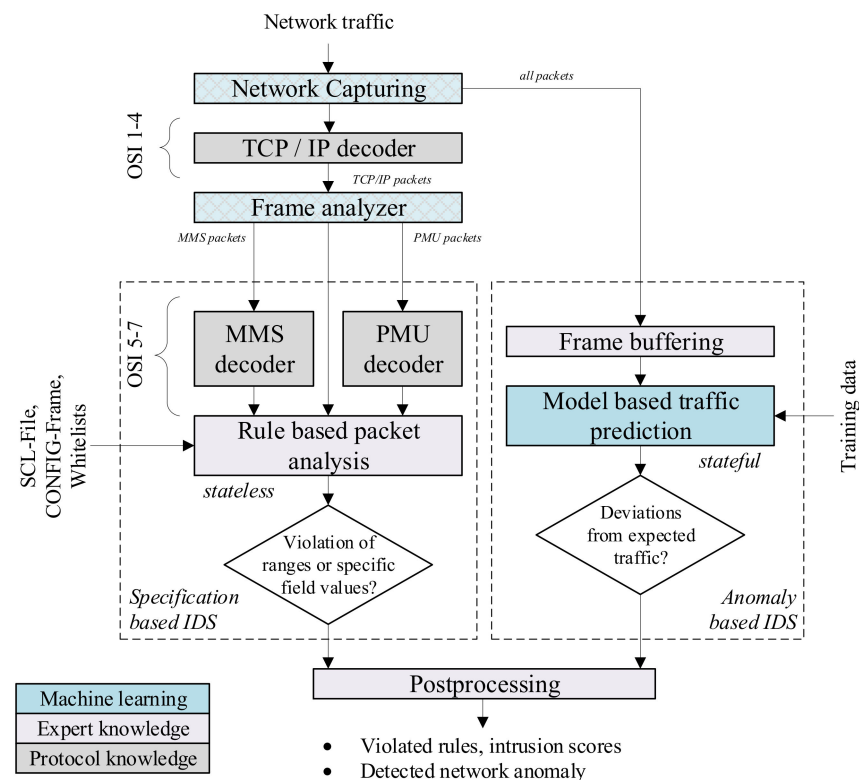 Network traffic
Network Capturing
all packets
OSI 1-4
TCP / IP decoder
TCP/IP packets
Frame analyzer
MMS packets
PMU packets
OSI 5-7
MMS
decoder
PMU
decoder
Frame buffering
SCL-File,
CONFIG-Frame,
Whitelists
Rule based packet
analysis
stateless
Model based traffic
prediction
stateful
Training data
Violation of
ranges or specific
field values?
Specification
based IDS
Deviations
from expected
traffic?
Anomaly
based IDS
Postprocessing
Machine learning
Expert knowledge
Protocol knowledge
• Violated rules, intrusion scores
• Detected network anomaly